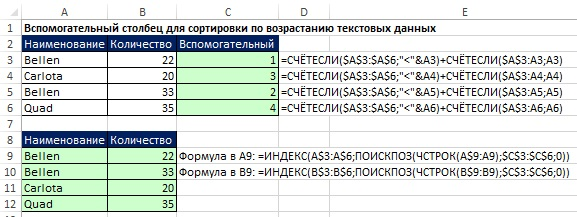 A B C D E
1 Вспомогательный столбец для сортировки по возрастанию текстовых данных
2 Наименование Количество Вспомогательный
3 Bellen 22 1 =СЧЁТЕСЛИ($A$3:$A$6;"<"&A3)+СЧЁТЕСЛИ($A$3:A3;A3)
4 Carlota 20 3 =СЧЁТЕСЛИ($A$3:$A$6;"<"&A4)+СЧЁТЕСЛИ($A$3:A4;A4)
5 Bellen 33 2 =СЧЁТЕСЛИ($A$3:$A$6;"<"&A5)+СЧЁТЕСЛИ($A$3:A5;A5)
6 Quad 35 4 =СЧЁТЕСЛИ($A$3:$A$6;"<"&A6)+СЧЁТЕСЛИ($A$3:A6;A6)
7
8 Наименование Количество
9 Bellen 22 Формула в A9: =ИНДЕКС(A$3:A$6;ПОИСКПОЗ(ЧСТРОК(A$9:A9);$C$3:$C$6;0))
10 Bellen 33 Формула в B9: =ИНДЕКС(B$3:B$6;ПОИСКПОЗ(ЧСТРОК(B$9:B9);$C$3:$C$6;0))
11 Carlota 20
12 Quad 35